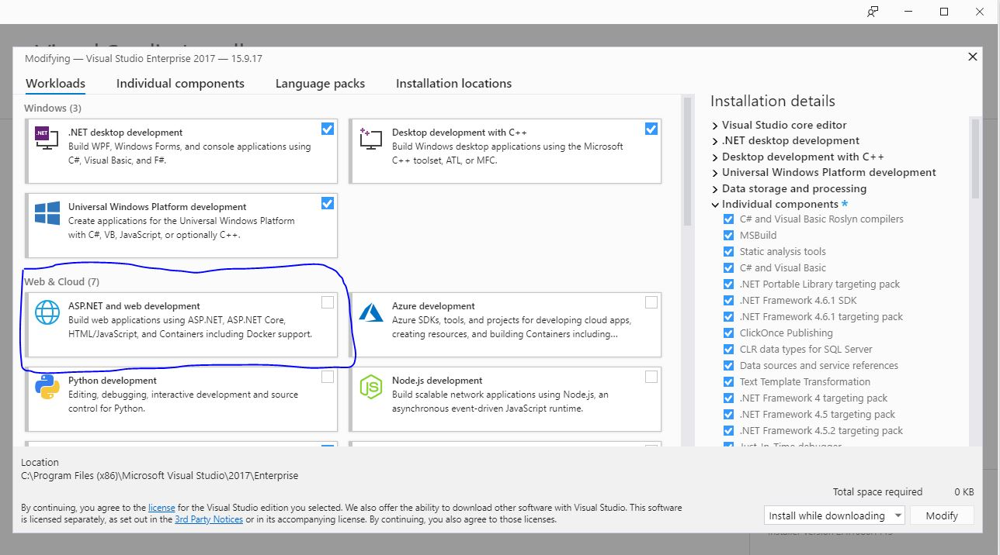 Modifying — Visual Studio Enterprise 2017 — 15.9.17
Workloads
Individual components
Language packs
Installation locations
Windows (3)
.NET
.NET desktop development
Build WPF, Windows Forms, and console applications using
C#, Visual Basic, and F#.
Desktop development with C++
Build Windows desktop applications using the Microsoft
C++ toolset, ATL, or MFC.
Universal Windows Platform development
Create applications for the Universal Windows Platform
with C#, VB, JavaScript, or optionally C++.
Web & Cloud (7)
ASP.NET and web development
Build web applications using ASP.NET, ASP.NET Core,
HTML/JavaScript, and Containers including Docker support.
Azure development
Azure SDKs, tools, and projects for developing cloud apps,
creating resources, and building Containers including...
Python development
Editing, debugging, interactive development and source
control for Python.
JS
Node.js development
Build scalable network applications using Node.js, an
asynchronous event-driven JavaScript runtime.
Installation details
Visual Studio core editor
.NET desktop development
Desktop development with C++
Universal Windows Platform development
Data storage and processing
Individual components *
C# and Visual Basic Roslyn compilers
MSBuild
Static analysis tools
C# and Visual Basic
.NET Portable Library targeting pack
.NET Framework 4.6.1 SDK
.NET Framework 4.6.1 targeting pack
ClickOnce Publishing
CLR data types for SQL Server
Data sources and service references
Text Template Transformation
.NET Framework 4 targeting pack
.NET Framework 4.5 targeting pack
.NET Framework 4.5.2 targeting pack
Just-In-Time debugger
Location
C:\Program Files (x86)\Microsoft Visual Studio\2017\Enterprise
Total space required 0 KB
By continuing, you agree to the license for the Visual Studio edition you selected. We also offer the ability to download other software with Visual Studio. This software
is licensed separately, as set out in the 3rd Party Notices or in its accompanying license. By continuing, you also agree to those licenses.
Install while downloading
Modify